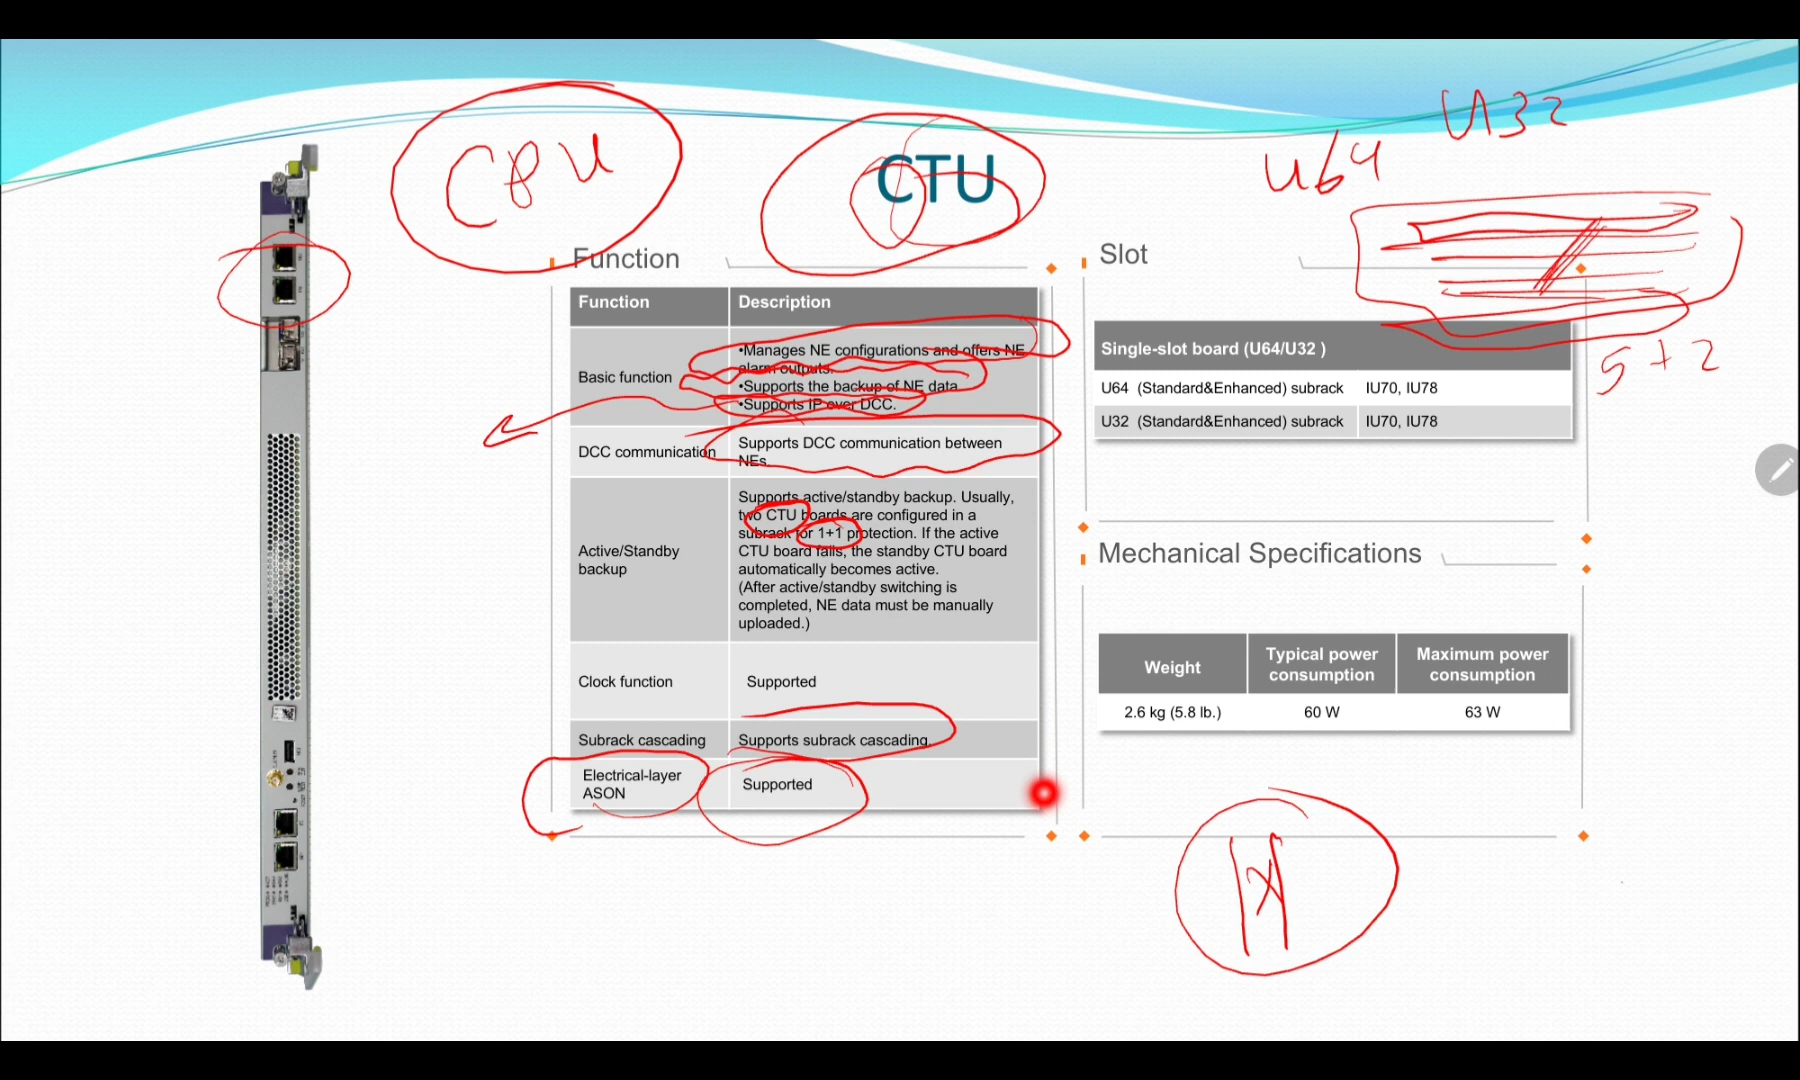 CPU
CTU
U64
U32
5+2
Function
Function
Description
Basic function
•Manages NE configurations and offers NE
alarm outputs.
•Supports the backup of NE data.
•Supports IP over DCC.
DCC communication
Supports DCC communication between
NEs.
Active/Standby
backup
Supports active/standby backup. Usually,
two CTU boards are configured in a
subrack for 1+1 protection. If the active
CTU board fails, the standby CTU board
automatically becomes active.
(After active/standby switching is
completed, NE data must be manually
uploaded.)
Clock function
Supported
Subrack cascading
Supports subrack cascading.
Electrical-layer
ASON
Supported
Slot
Single-slot board (U64/U32 )
U64 (Standard&Enhanced) subrack IU70, IU78
U32 (Standard&Enhanced) subrack IU70, IU78
Mechanical Specifications
Weight
Typical power
consumption
Maximum power
consumption
2.6 kg (5.8 lb.)
60 W
63 W